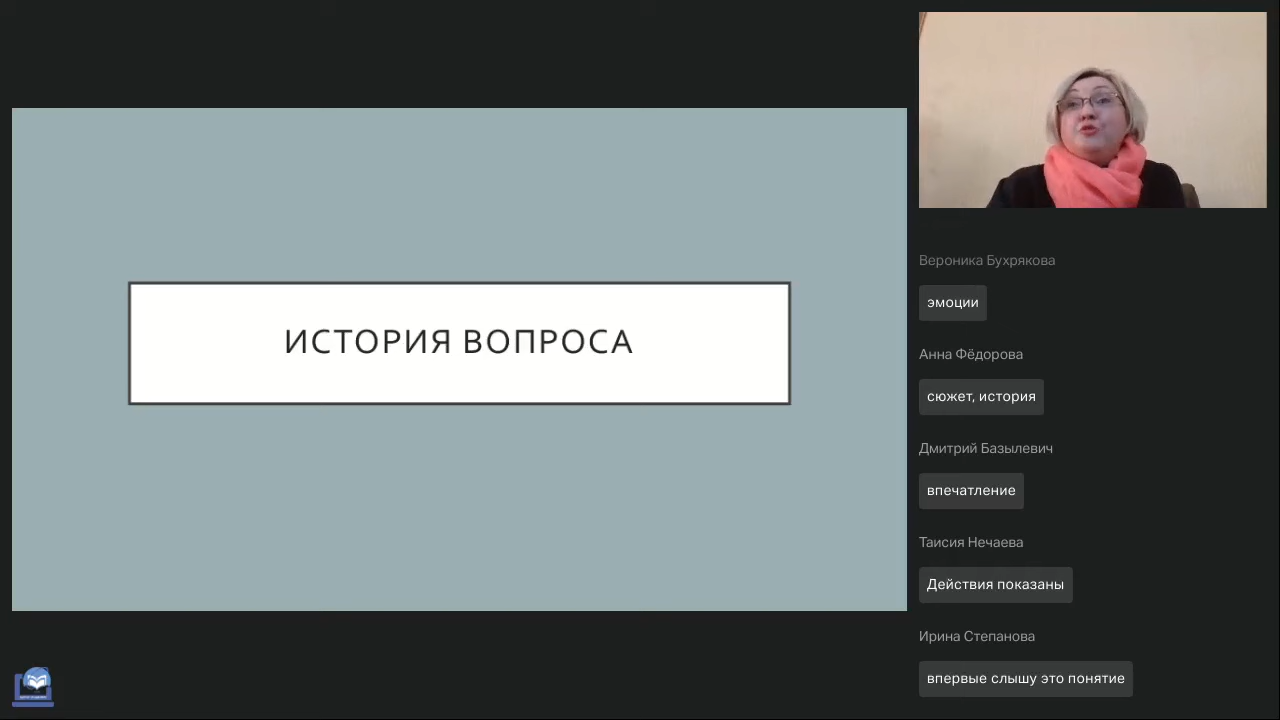 ИСТОРИЯ ВОПРОСА
Вероника Бухрякова
эмоции
Анна Фёдорова
сюжет, история
Дмитрий Базылевич
впечатление
Таисия Нечаева
Действия показаны
Ирина Степанова
впервые слышу это понятие